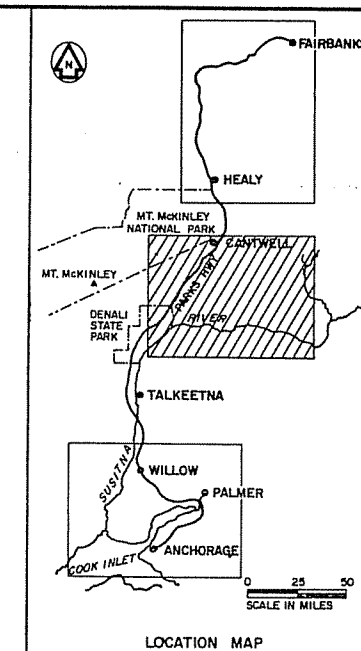 N
FAIRBANK
HEALY
MT. McKINLEY
NATIONAL PARK
CANTWELL
MT. McKINLEY
PARKS HWY
DENALI
STATE
PARK
RIVER
TALKEETNA
SUSITNA
WILLOW
PALMER
ANCHORAGE
COOK INLET
0 25 50
SCALE IN MILES
LOCATION MAP